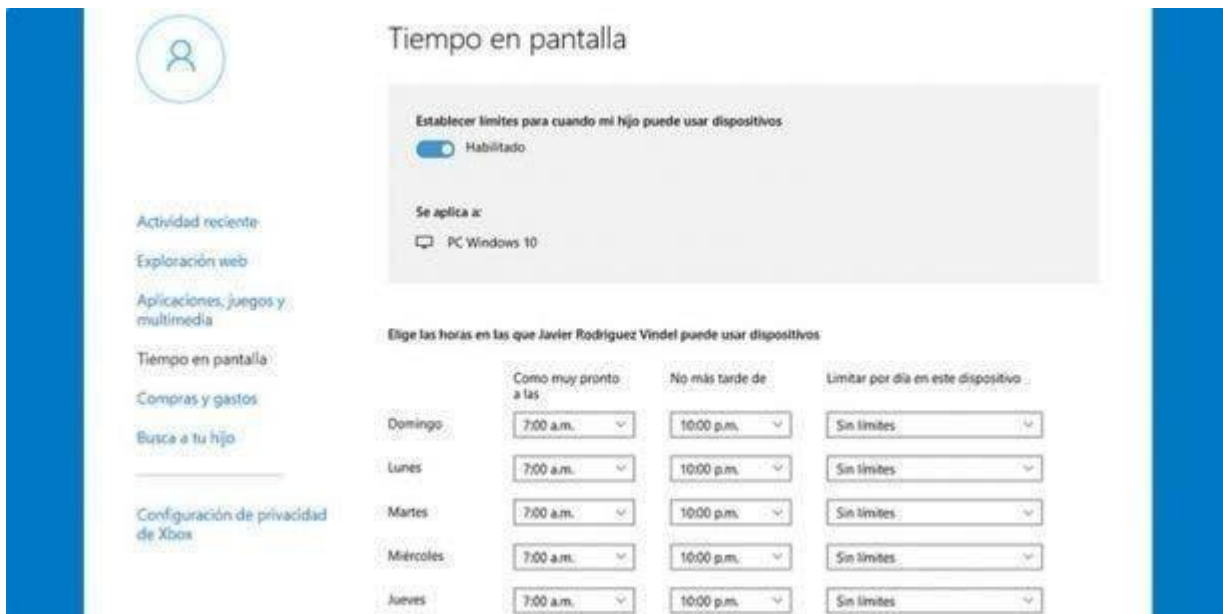 Tiempo en pantalla
Establecer límites para cuando mi hijo puede usar dispositivos
Habilitado
Se aplica a:
PC Windows 10
Actividad reciente
Exploración web
Aplicaciones, juegos y
multimedia
Tiempo en pantalla
Compras y gastos
Busca a tu hijo
Configuración de privacidad
de Xbox
Elige las horas en las que Javier Rodriguez Vindel puede usar dispositivos
Como muy pronto
a las
No más tarde de
Limitar por día en este dispositivo
Domingo 7:00 a.m. 10:00 p.m. Sin límites
Lunes 7:00 a.m. 10:00 p.m. Sin límites
Martes 7:00 a.m. 10:00 p.m. Sin límites
Miércoles 7:00 a.m. 10:00 p.m. Sin límites
Jueves 7:00 a.m. 10:00 p.m. Sin límites